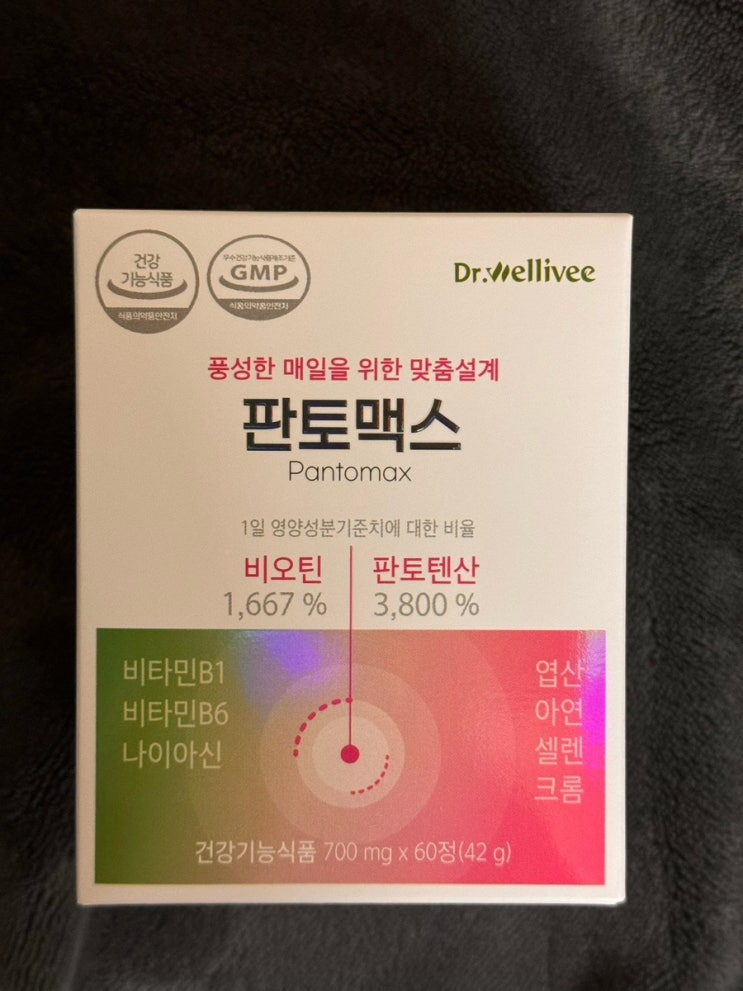 건강
기능식품
식품의약품안전처
우수건강기능식품제조기준
GMP
식품의약품안전처
Dr.Wellivee
풍성한 매일을 위한 맞춤설계
판토맥스
Pantomax
1일 영양성분기준치에 대한 비율
비오틴
1,667 %
판토텐산
3,800 %
비타민B1
비타민B6
나이아신
엽산
아연
셀렌
크롬
건강기능식품 700 mg x 60정(42 g)